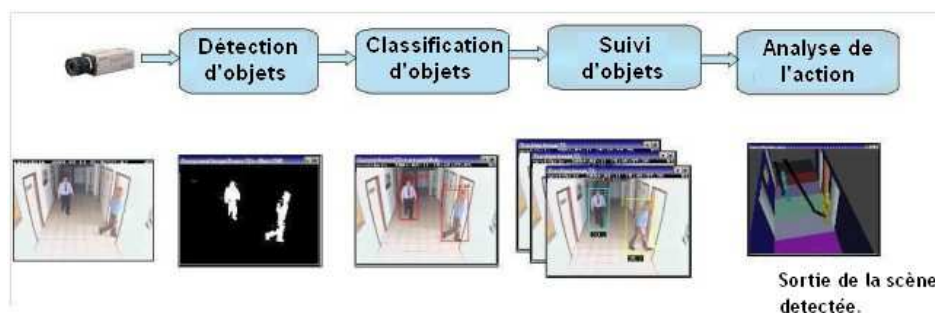 Détection
d'objets
Classification
d'objets
Suivi
d'objets
Analyse de
l'action
Sortie de la scène
detectée.